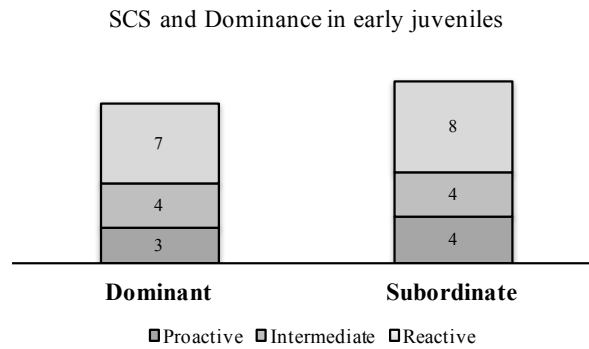 SCS and Dominance in early juveniles
7
8
4
4
3
4
Dominant Subordinate
Proactive Intermediate Reactive